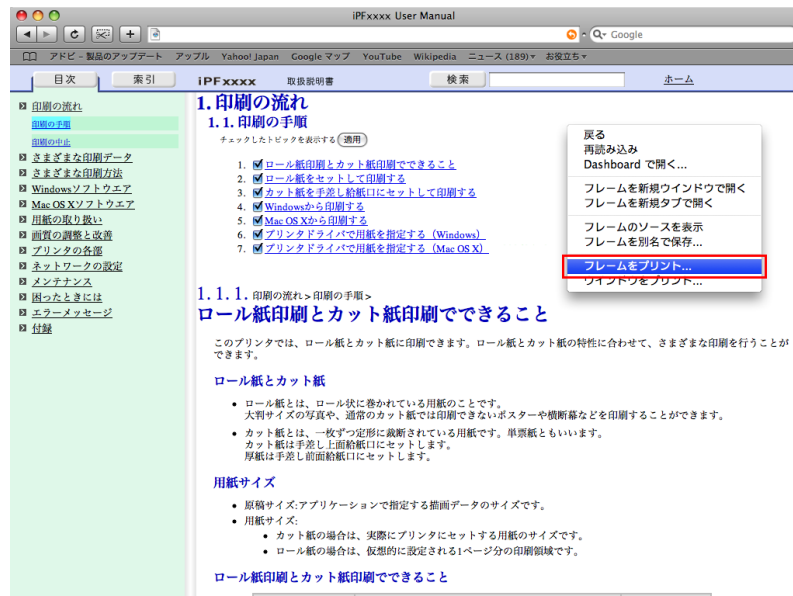 iPFxxxx User Manual
Google
アドビ – 製品のアップデート アップル Yahoo! Japan Google マップ YouTube Wikipedia ニュース (189)▼ お役立ち▼
目次 索引 iPFxxxx 取扱説明書 検索 ホーム
印刷の流れ
印刷の手順
印刷の中止
さまざまな印刷データ
さまざまな印刷方法
Windowsソフトウエア
Mac OS Xソフトウエア
用紙の取り扱い
画質の調整と改善
プリンタの各部
ネットワークの設定
メンテナンス
困ったときには
エラーメッセージ
付録
1. 印刷の流れ
1. 1. 印刷の手順
チェックしたトピックを表示する 適用
1. ロール紙印刷とカット紙印刷でできること
2. ロール紙をセットして印刷する
3. カット紙を手差し給紙口にセットして印刷する
4. Windowsから印刷する
5. Mac OS Xから印刷する
6. プリンタドライバで用紙を指定する（Windows）
7. プリンタドライバで用紙を指定する（Mac OS X）
戻る
再読み込み
Dashboard で開く...
フレームを新規ウインドウで開く
フレームを新規タブで開く
フレームのソースを表示
フレームを別名で保存...
フレームをプリント...
ウインドウをプリント...
1. 1. 1. 印刷の流れ > 印刷の手順 >
ロール紙印刷とカット紙印刷でできること
このプリンタでは、ロール紙とカット紙に印刷できます。ロール紙とカット紙の特性に合わせて、さまざまな印刷を行うことが
できます。
ロール紙とカット紙
• ロール紙とは、ロール状に巻かれている用紙のことです。
大判サイズの写真や、通常のカット紙では印刷できないポスターや横断幕などを印刷することができます。
• カット紙とは、一枚ずつ定形に裁断されている用紙です。単票紙ともいいます。
カット紙は手差し上面給紙口にセットします。
厚紙は手差し前面給紙口にセットします。
用紙サイズ
• 原稿サイズ:アプリケーションで指定する描画データのサイズです。
• 用紙サイズ:
• カット紙の場合は、実際にプリンタにセットする用紙のサイズです。
• ロール紙の場合は、仮想的に設定される1ページ分の印刷領域です。
ロール紙印刷とカット紙印刷でできること